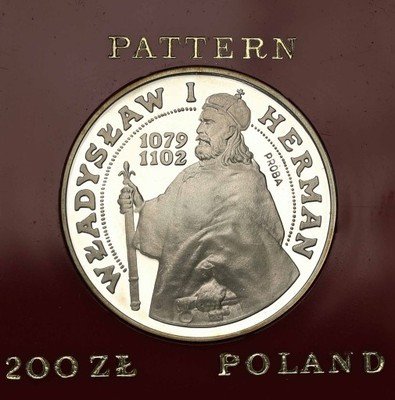 PATTERN
WŁADYSŁAW I HERMAN
1079
1102
PRÓBA
200 ZŁ POLAND